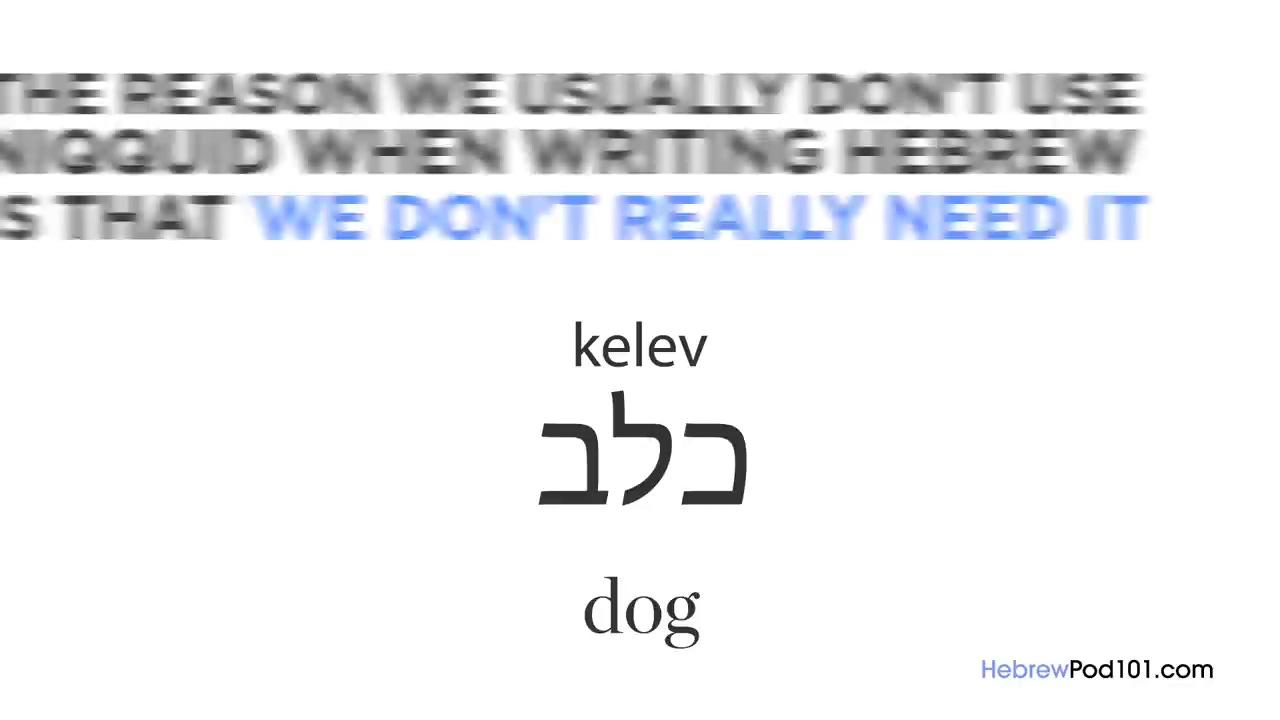 THE REASON WE USUALLY DON'T USE
NIQQUID WHEN WRITING HEBREW
S THAT WE DON'T REALLY NEED IT
kelev
כלב
dog
HebrewPod101.com